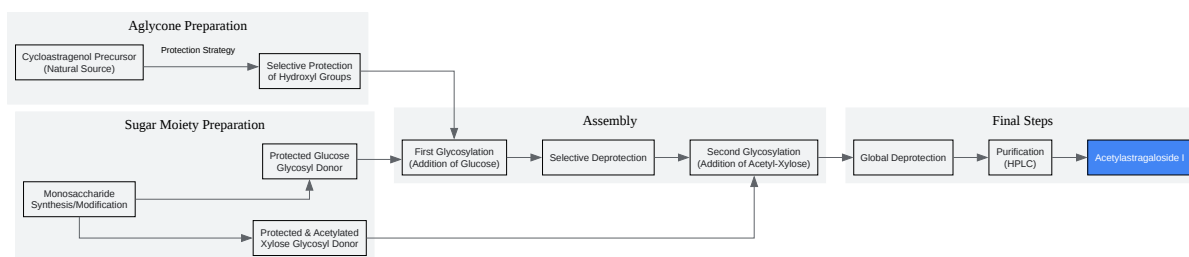 Aglycone Preparation
Cycloastragenol Precursor
(Natural Source)
Protection Strategy
Selective Protection
of Hydroxyl Groups
Sugar Moiety Preparation
Monosaccharide
Synthesis/Modification
Protected Glucose
Glycosyl Donor
Protected & Acetylated
Xylose Glycosyl Donor
Assembly
First Glycosylation
(Addition of Glucose)
Selective Deprotection
Second Glycosylation
(Addition of Acetyl-Xylose)
Final Steps
Global Deprotection
Purification
(HPLC)
Acetylastragaloside I